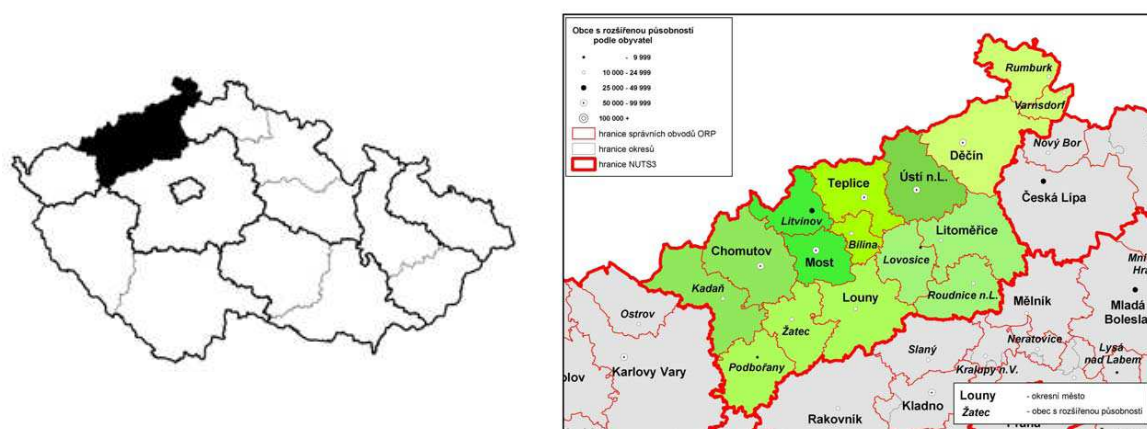 Obce s rozšířenou působností
podle obyvatel
- 9 999
10 000 - 24 999
25 000 - 49 999
50 000 - 99 999
100 000 +
hranice správních obvodů ORP
hranice okresů
hranice NUTS3
Rumburk
Varnsdorf
Nový Bor
Děčín
Ústí n.L.
Teplice
Česká Lípa
Litvínov
Bílina
Litoměřice
Chomutov
Most
Lovosice
Kadaň
Louny
Roudnice n.L.
Mělník
Mladá
Bolesla
Ostrov
Žatec
Slaný
Neratovice
Lysá
nad Labem
Podbořany
Kralupy n.V.
Karlovy Vary
Kladno
Rakovník
Louny - okresní město
Žatec - obec s rozšířenou působností